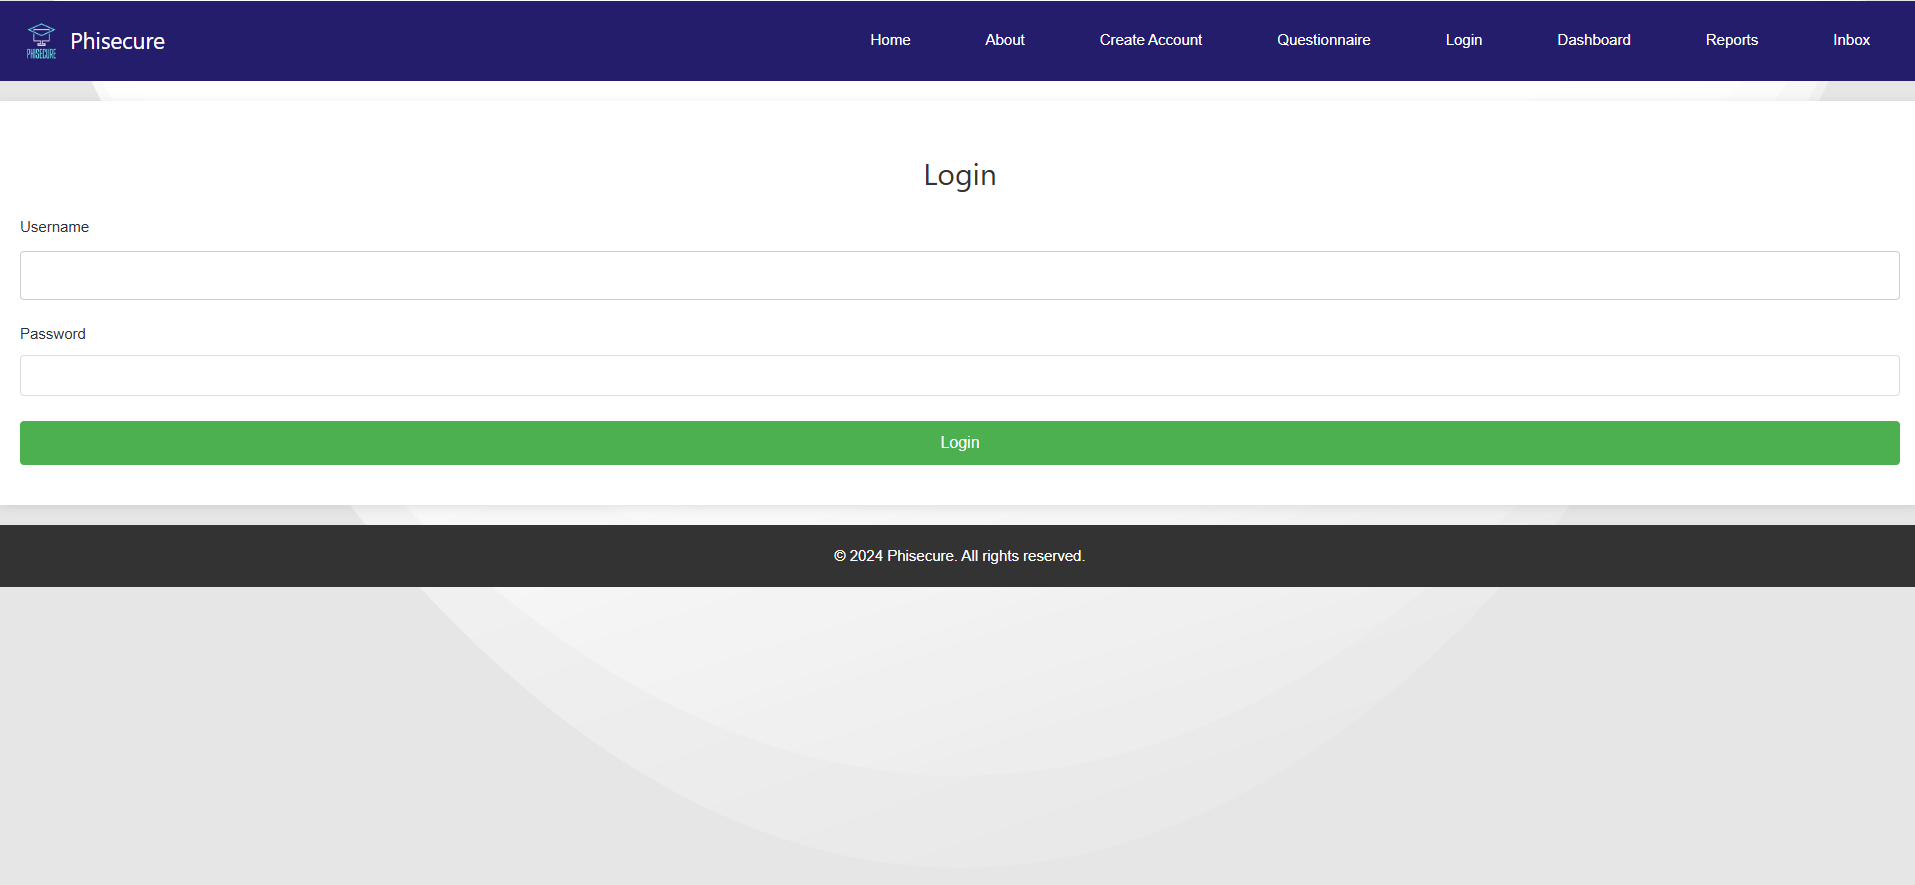 PHISECURE
Phisecure
Home About Create Account Questionnaire Login Dashboard Reports Inbox
Login
Username
Password
Login
© 2024 Phisecure. All rights reserved.